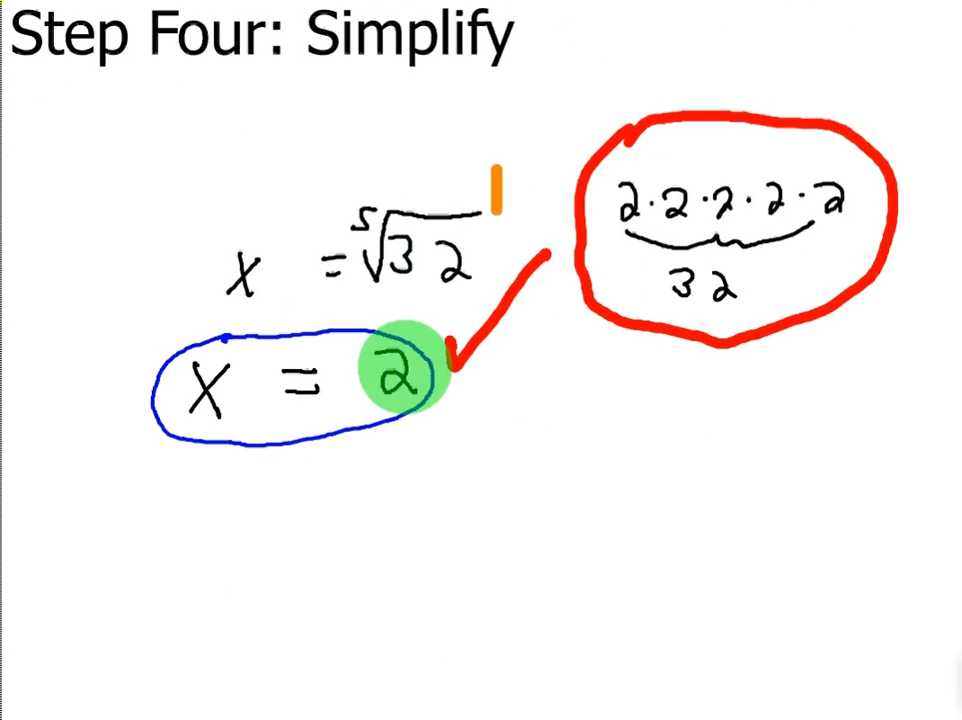 Step Four: Simplify
x = ⁵√32
x = 2
2·2·2·2·2
32